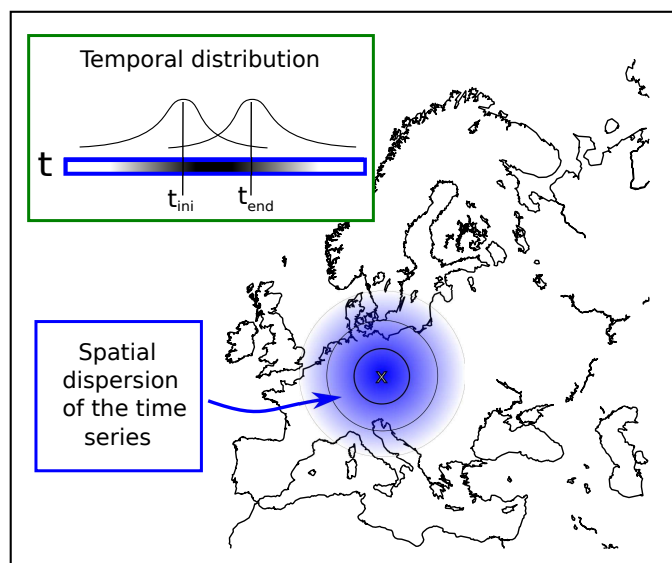 Temporal distribution
t
t_ini t_end
Spatial
dispersion
of the time
series
x